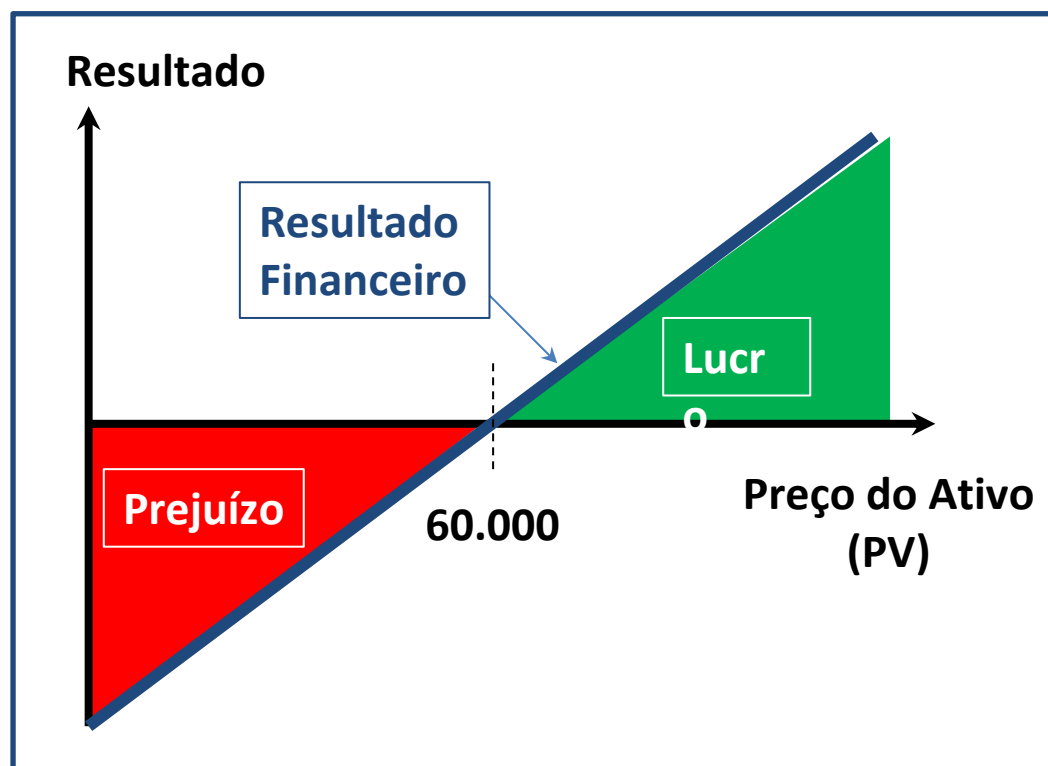 Resultado
Resultado
Financeiro
Lucr
o
Prejuízo
60.000
Preço do Ativo
(PV)